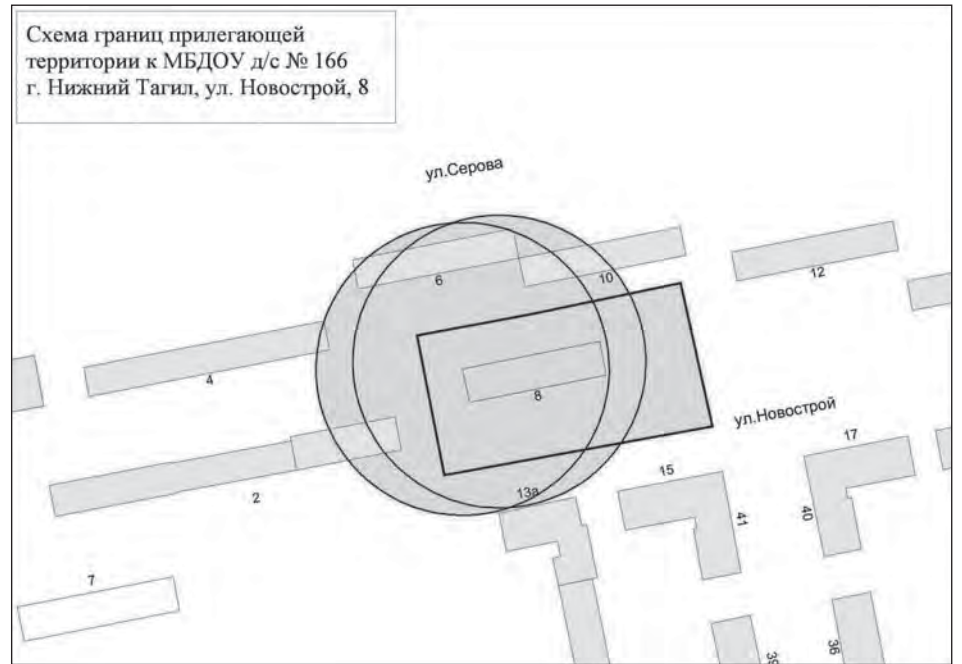 Схема границ прилегающей
территории к МБДОУ д/с № 166
г. Нижний Тагил, ул. Новострой, 8
ул.Серова
6
10
12
4
8
ул.Новострой
17
15
13а
2
41
40
7
39
36